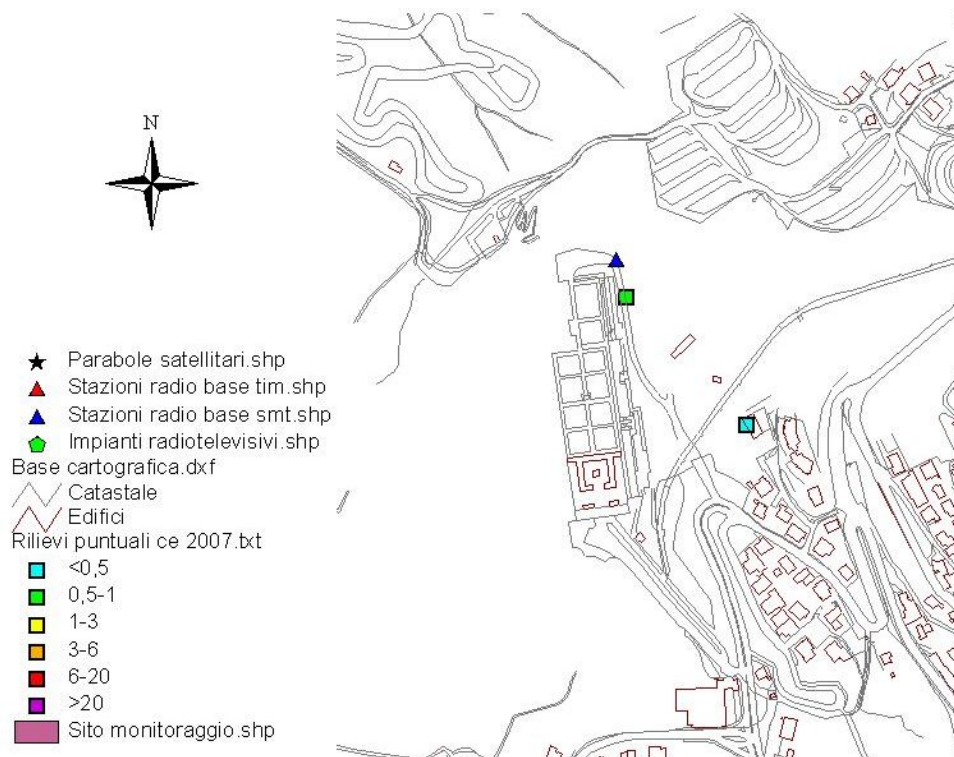 N
Parabole satellitari.shp
Stazioni radio base tim.shp
Stazioni radio base smt.shp
Impianti radiotelevisivi.shp
Base cartografica.dxf
Catastale
Edifici
Rilievi puntuali ce 2007.txt
<0,5
0,5-1
1-3
3-6
6-20
>20
Sito monitoraggio.shp